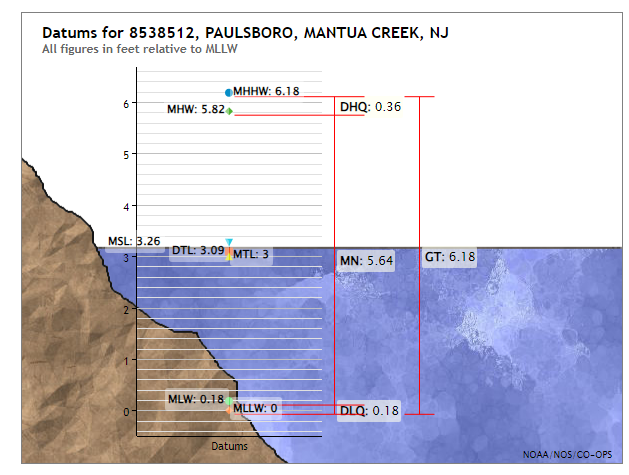 Datums for 8538512, PAULSBORO, MANTUA CREEK, NJ
All figures in feet relative to MLLW
MHHW: 6.18
6
MHW: 5.82
DHQ: 0.36
5
4
MSL: 3.26
DTL: 3.09
MTL: 3
3
MN: 5.64
GT: 6.18
2
1
MLW: 0.18
MLLW: 0
0
DLQ: 0.18
Datums
NOAA/NOS/CO-OPS